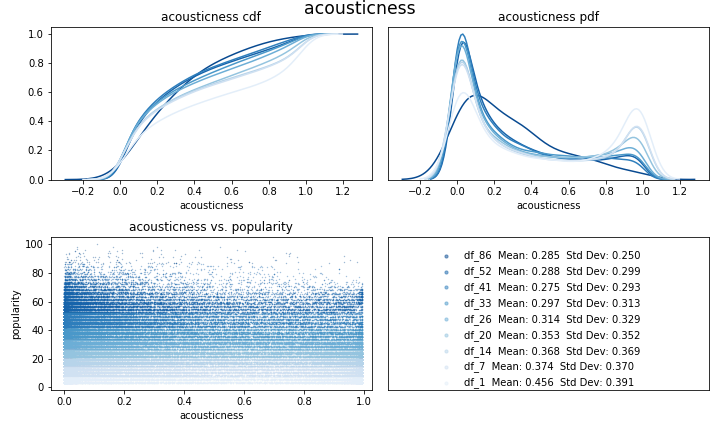 acousticness
acousticness cdf
1.0
0.8
0.6
0.4
0.2
0.0
−0.2 0.0 0.2 0.4 0.6 0.8 1.0 1.2
acousticness
acousticness pdf
−0.2 0.0 0.2 0.4 0.6 0.8 1.0 1.2
acousticness
acousticness vs. popularity
popularity
100
80
60
40
20
0
0.0 0.2 0.4 0.6 0.8 1.0
acousticness
df_86 Mean: 0.285 Std Dev: 0.250
df_52 Mean: 0.288 Std Dev: 0.299
df_41 Mean: 0.275 Std Dev: 0.293
df_33 Mean: 0.297 Std Dev: 0.313
df_26 Mean: 0.314 Std Dev: 0.329
df_20 Mean: 0.353 Std Dev: 0.352
df_14 Mean: 0.368 Std Dev: 0.369
df_7 Mean: 0.374 Std Dev: 0.370
df_1 Mean: 0.456 Std Dev: 0.391